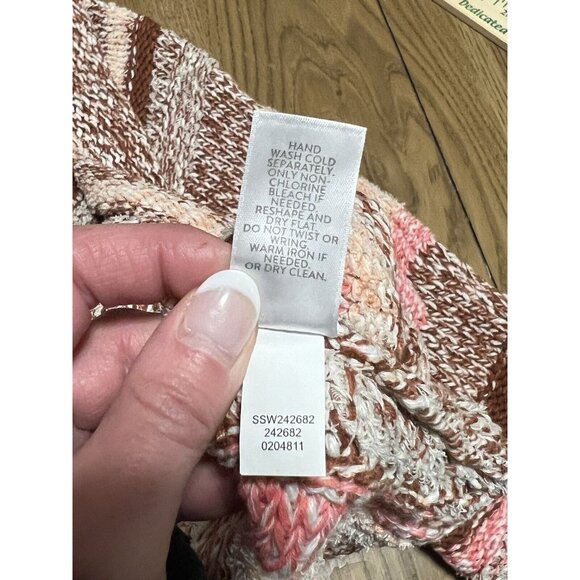 Dedicated
HAND
WASH COLD
SEPARATELY.
ONLY NON-
CHLORINE
BLEACH IF
NEEDED.
RESHAPE AND
DRY FLAT.
DO NOT TWIST OR
WRING.
WARM IRON IF
NEEDED.
OR DRY CLEAN.
SSW242682
242682
0204811